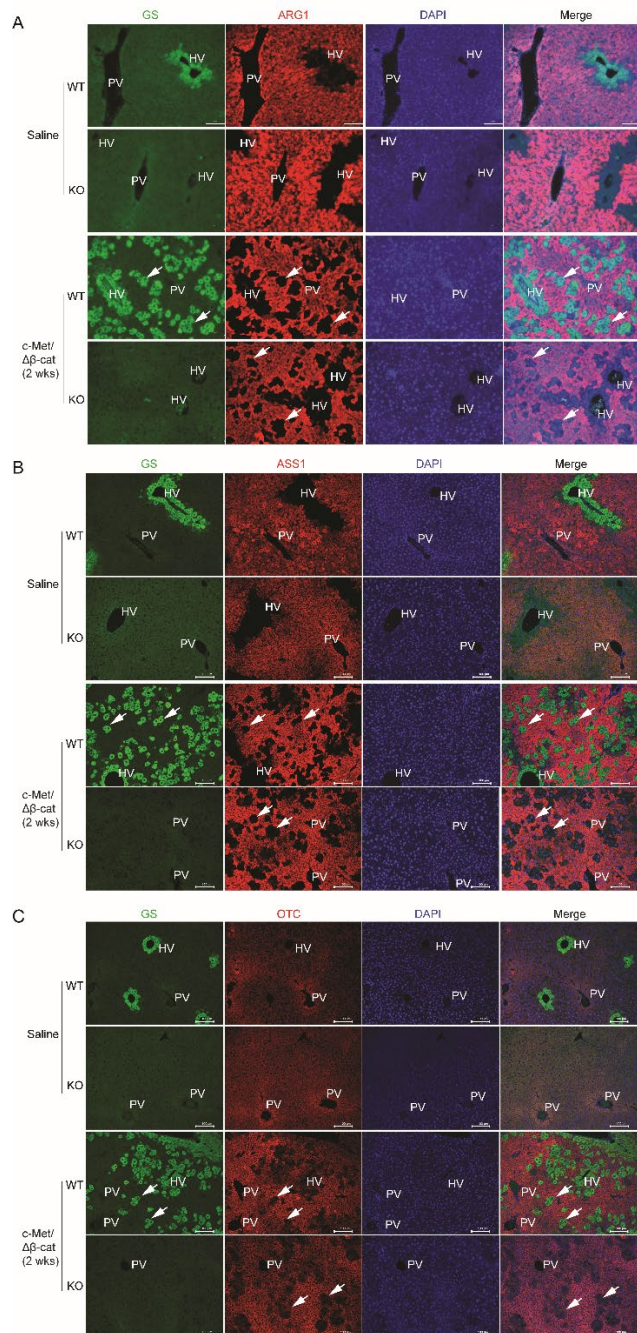 A
GS ARG1 DAPI Merge
WT PV HV PV HV PV HV PV
Saline
KO HV PV HV HV PV HV HV PV
WT HV PV HV PV HV PV
c-Met/
Δβ-cat
(2 wks)
KO HV HV HV HV HV HV HV
B
GS ASS1 DAPI Merge
WT HV PV HV PV HV PV HV PV
Saline
KO HV PV HV PV HV PV HV PV
WT HV HV HV HV
c-Met/
Δβ-cat
(2 wks)
KO PV PV PV PV PV PV PV PV
C
GS OTC DAPI Merge
WT HV PV HV PV HV PV HV PV
Saline
KO PV PV PV PV PV PV PV PV
WT PV HV PV PV HV PV PV HV PV PV HV PV
c-Met/
Δβ-cat
(2 wks)
KO PV PV PV PV